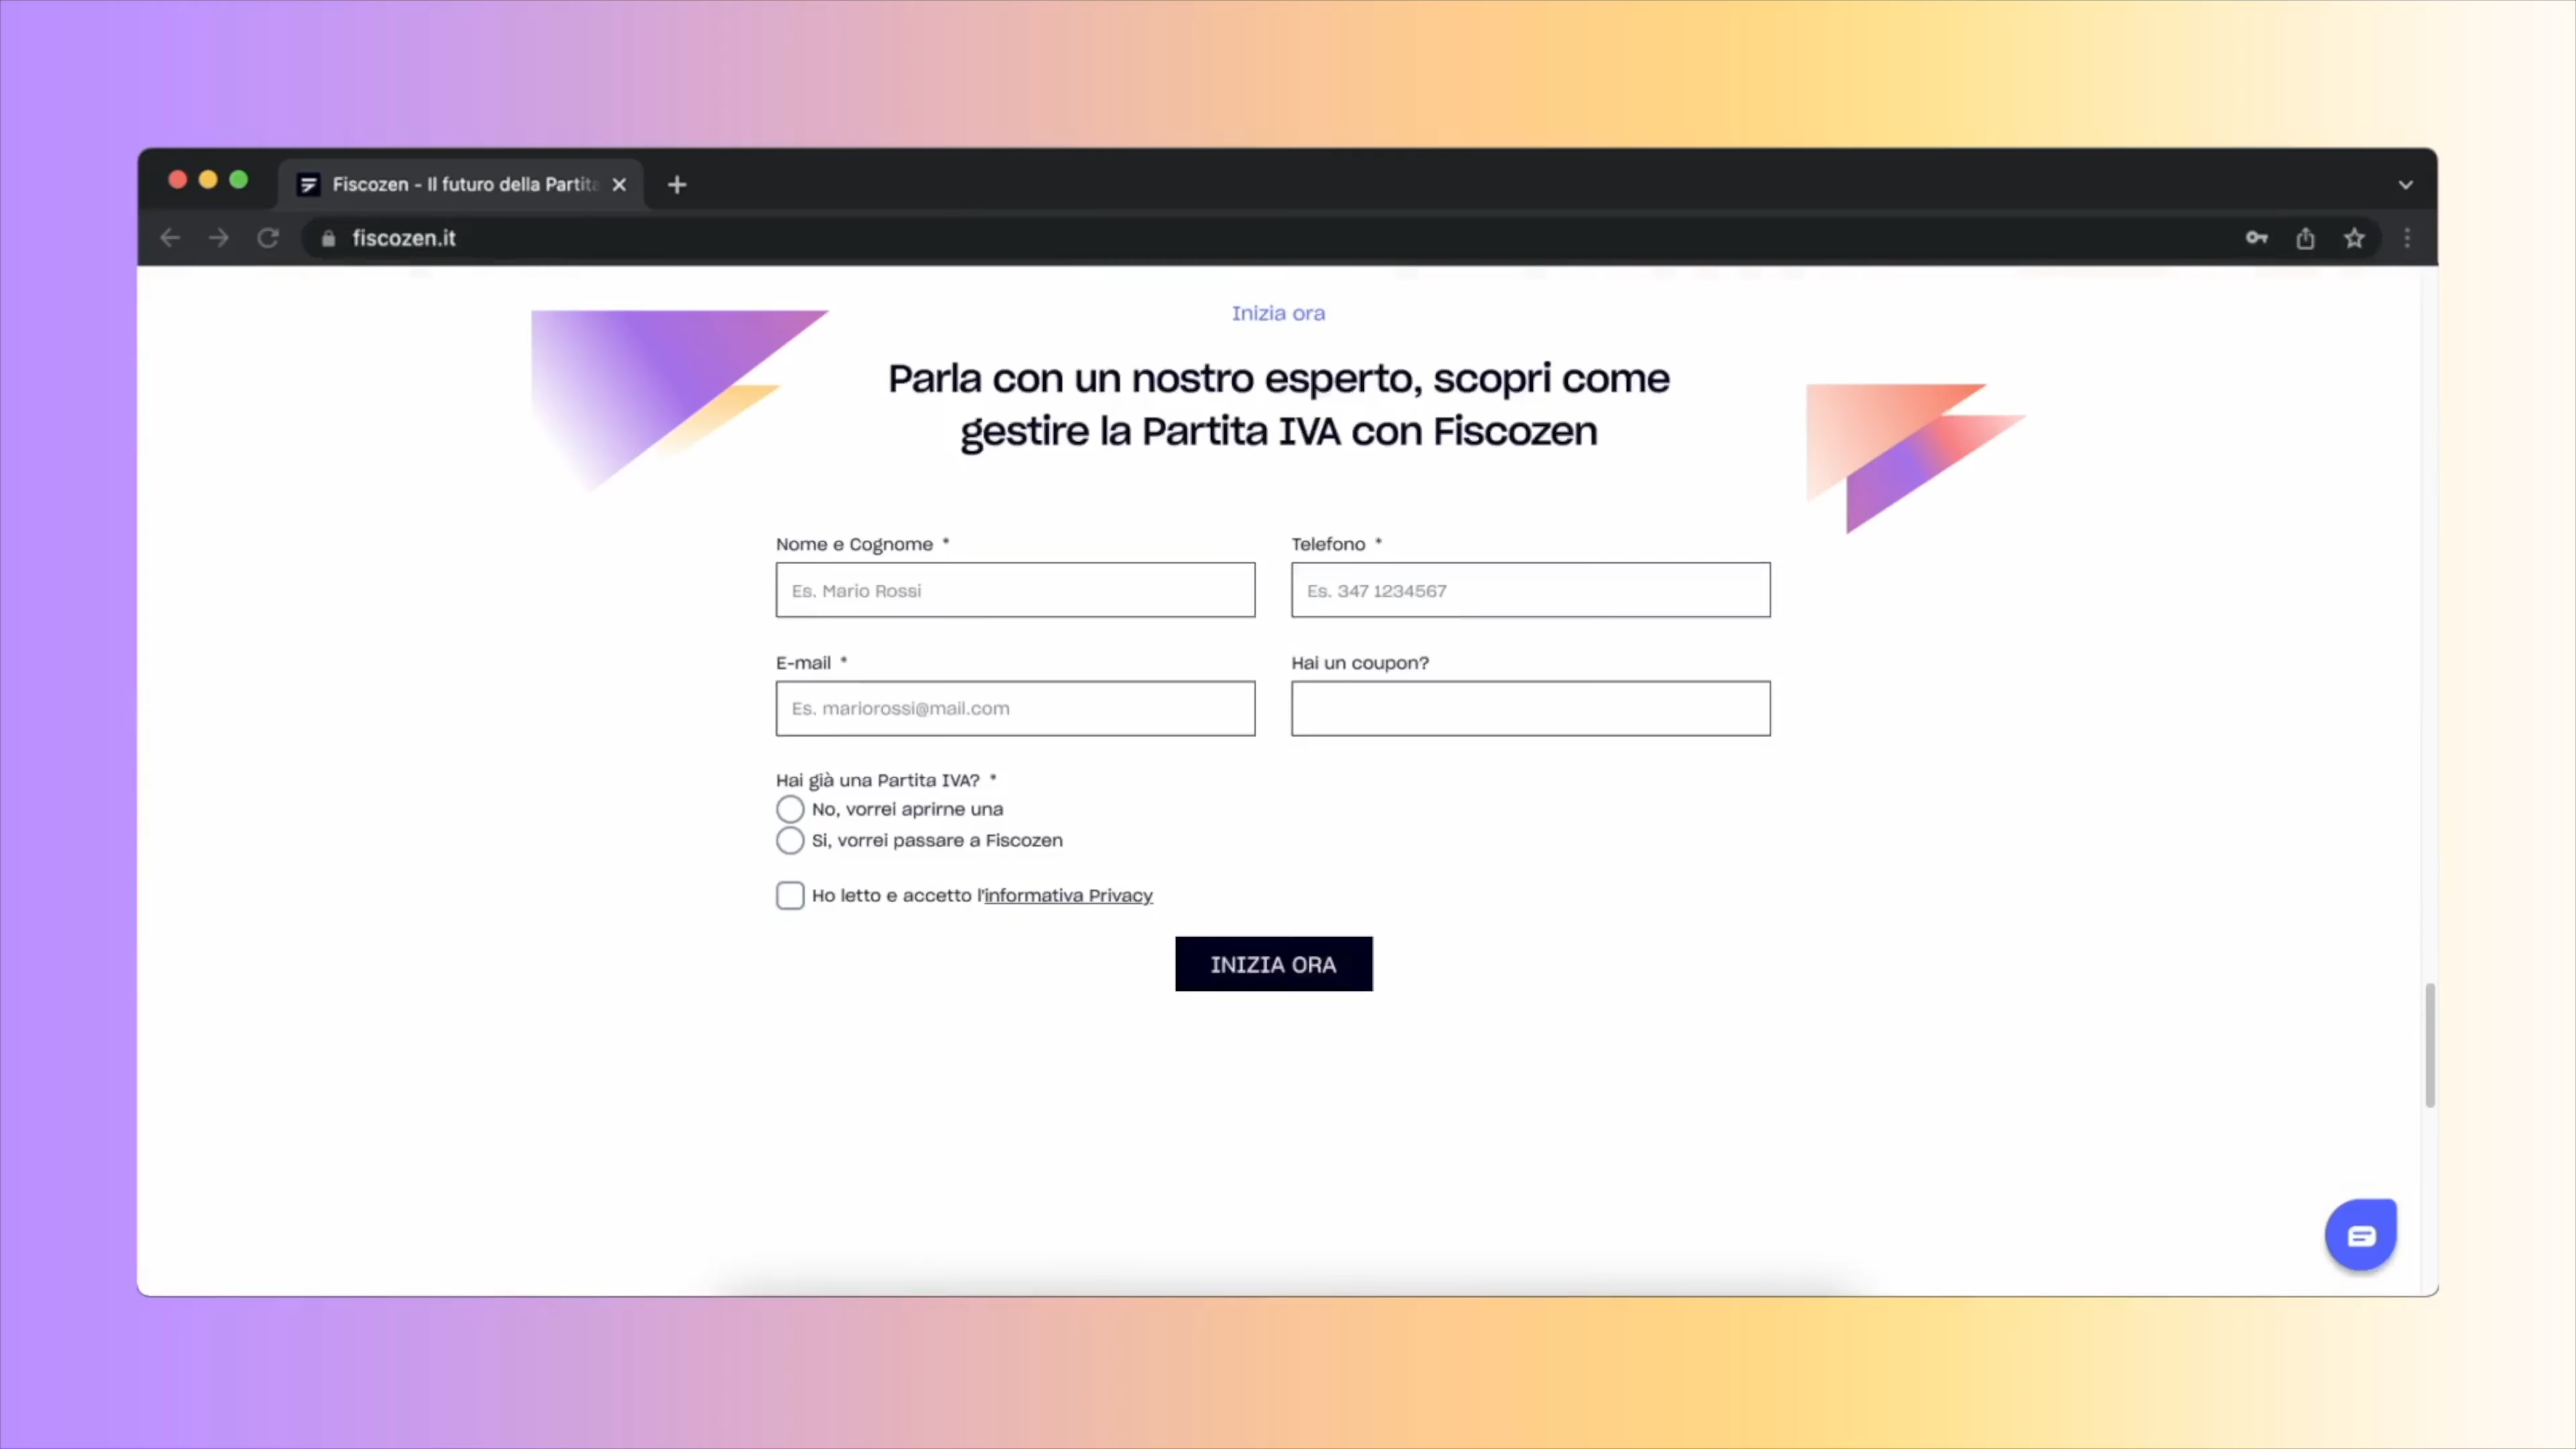 Fiscozen - Il futuro della Partita
fiscozen.it
Inizia ora
Parla con un nostro esperto, scopri come
gestire la Partita IVA con Fiscozen
Nome e Cognome *
Telefono *
Es. Mario Rossi
Es. 347 1234567
E-mail *
Hai un coupon?
Es. mariorossi@mail.com
Hai già una Partita IVA? *
No, vorrei aprirne una
Si, vorrei passare a Fiscozen
Ho letto e accetto l'informativa Privacy
INIZIA ORA